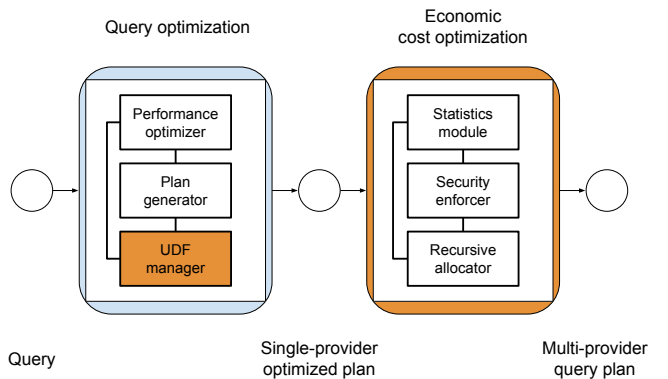 Query optimization
Economic
cost optimization
Performance
optimizer
Plan
generator
UDF
manager
Statistics
module
Security
enforcer
Recursive
allocator
Query
Single-provider
optimized plan
Multi-provider
query plan